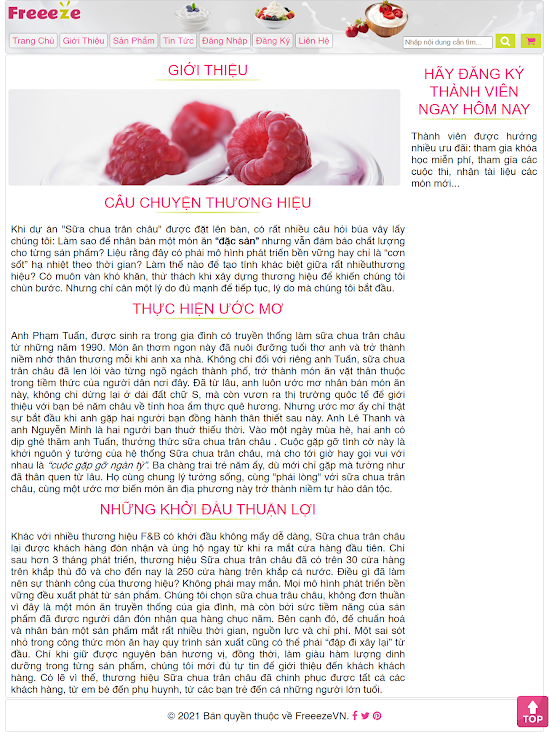 Freeeze
Trang Chủ Giới Thiệu Sản Phẩm Tin Tức Đăng Nhập Đăng Ký Liên Hệ Nhập nội dung cần tìm...
GIỚI THIỆU
HÃY ĐĂNG KÝ
THÀNH VIÊN
NGAY HÔM NAY
Thành viên được hưởng
nhiều ưu đãi: tham gia khóa
học miễn phí, tham gia các
cuộc thi, nhận tài liệu các
món mới...
CÂU CHUYỆN THƯƠNG HIỆU
Khi dự án "Sữa chua trân châu" được đặt lên bàn, có rất nhiều câu hỏi bủa vây lấy
chúng tôi: Làm sao để nhân bản một món ăn "đặc sản" nhưng vẫn đảm bảo chất lượng
cho từng sản phẩm? Liệu rằng đây có phải mô hình phát triển bền vững hay chỉ là "cơn
sốt" hạ nhiệt theo thời gian? Làm thế nào để tạo tính khác biệt giữa rất nhiềuthương
hiệu? Có muôn vàn khó khăn, thử thách khi xây dựng thương hiệu để khiến chúng tôi
chùn bước. Nhưng chỉ cần một lý do đủ mạnh để tiếp tục, lý do mà chúng tôi bắt đầu.
THỰC HIỆN ƯỚC MƠ
Anh Phạm Tuấn, được sinh ra trong gia đình có truyền thống làm sữa chua trân châu
từ những năm 1990. Món ăn thơm ngon này đã nuôi dưỡng tuổi thơ anh và trở thành
niềm nhớ thân thương mỗi khi anh xa nhà. Không chỉ đối với riêng anh Tuấn, sữa chua
trân châu đã len lỏi vào từng ngõ ngách thành phố, trở thành món ăn vặt thân thuộc
trong tiềm thức của người dân nơi đây. Đã từ lâu, anh luôn ước mơ nhân bản món ăn
này, không chỉ dừng lại ở dải đất chữ S, mà còn vươn ra thị trường quốc tế để giới
thiệu với bạn bè năm châu về tinh hoa ẩm thực quê hương. Nhưng ước mơ ấy chỉ thật
sự bắt đầu khi anh gặp hai người bạn đồng hành thân thiết sau này. Anh Lê Thanh và
anh Nguyễn Minh là hai người bạn thuở thiếu thời. Vào một ngày mùa hè, hai anh có
dịp ghé thăm anh Tuấn, thưởng thức sữa chua trân châu . Cuộc gặp gỡ tình cờ này là
khởi nguồn ý tưởng của hệ thống Sữa chua trân châu, mà cho tới giờ hay gọi vui với
nhau là "cuộc gặp gỡ ngàn tỷ". Ba chàng trai trẻ năm ấy, dù mới chỉ gặp mà tưởng như
đã thân quen từ lâu. Họ cùng chung lý tưởng sống, cùng "phải lòng" với sữa chua trân
châu, cùng một ước mơ biến món ăn địa phương này trở thành niềm tự hào dân tộc.
NHỮNG KHỞI ĐẦU THUẬN LỢI
Khác với nhiều thương hiệu F&B có khởi đầu không mấy dễ dàng, Sữa chua trân châu
lại được khách hàng đón nhận và ủng hộ ngay từ khi ra mắt cửa hàng đầu tiên. Chỉ
sau hơn 3 tháng phát triển, thương hiệu Sữa chua trân châu đã có trên 30 cửa hàng
trên khắp thủ đô và cho đến nay là 250 cửa hàng trên khắp cả nước. Điều gì đã làm
nên sự thành công của thương hiệu? Không phải may mắn. Mọi mô hình phát triển bền
vững đều xuất phát từ sản phẩm. Chúng tôi chọn sữa chua trâu châu, không đơn thuần
vì đây là một món ăn truyền thống của gia đình, mà còn bởi sức tiềm năng của sản
phẩm đã được người dân đón nhận qua hàng chục năm. Bên cạnh đó, để chuẩn hoá
và nhân bản một sản phẩm mất rất nhiều thời gian, nguồn lực và chi phí. Một sai sót
nhỏ trong công thức món ăn hay quy trình sản xuất cũng có thể phải "đập đi xây lại" từ
đầu. Chỉ khi giữ được nguyên bản hương vị, đồng thời, làm giàu hàm lượng dinh
dưỡng trong từng sản phẩm, chúng tôi mới đủ tự tin để giới thiệu đến khách khách
hàng. Có lẽ vì thế, thương hiệu Sữa chua trân châu đã chinh phục được tất cả các
khách hàng, từ em bé đến phụ huynh, từ các bạn trẻ đến cả những người lớn tuổi.
© 2021 Bản quyền thuộc về FreeezeVN.
TOP